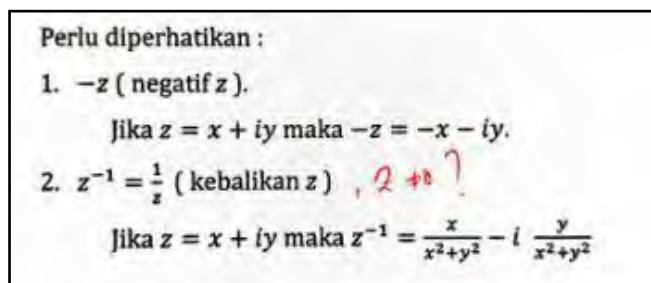 Perlu diperhatikan :
1. −z ( negatif z ).
Jika z = x + iy maka −z = −x − iy.
2. z⁻¹ = 1/z ( kebalikan z ) , z ≠ 0 ?
Jika z = x + iy maka z⁻¹ = x/(x²+y²) − i y/(x²+y²)